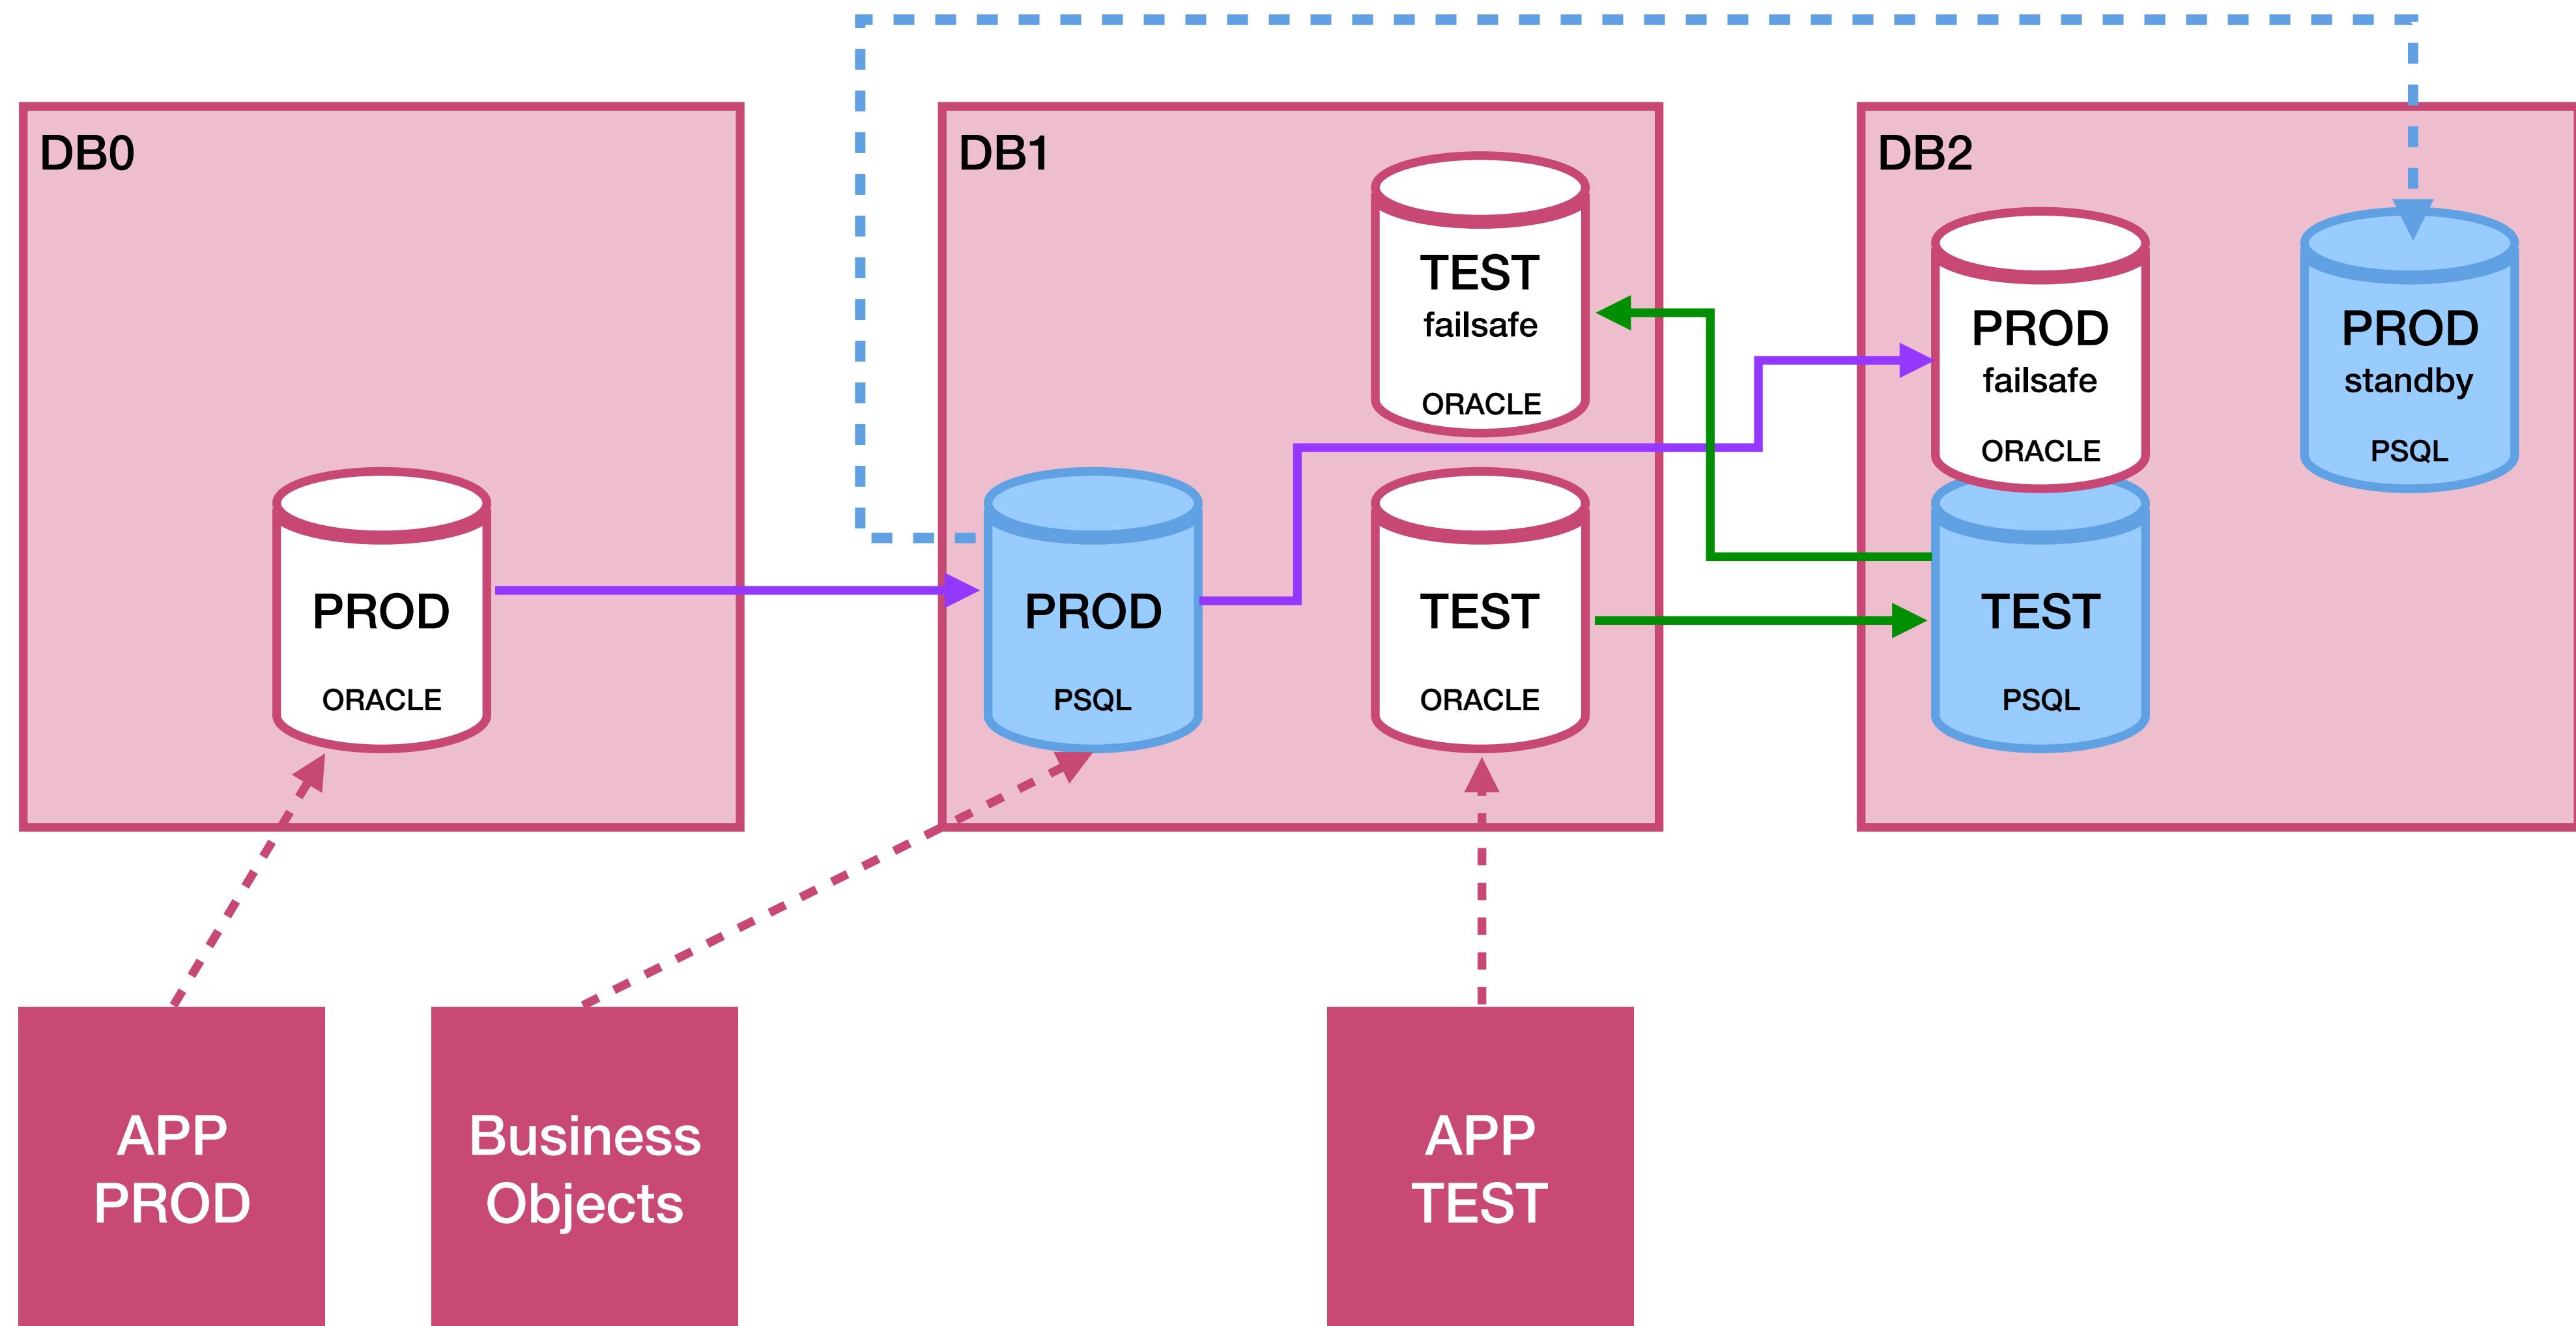 DB0
PROD
ORACLE
DB1
TEST
failsafe
ORACLE
PROD
PSQL
TEST
ORACLE
DB2
PROD
failsafe
ORACLE
PROD
standby
PSQL
TEST
PSQL
APP
PROD
Business
Objects
APP
TEST